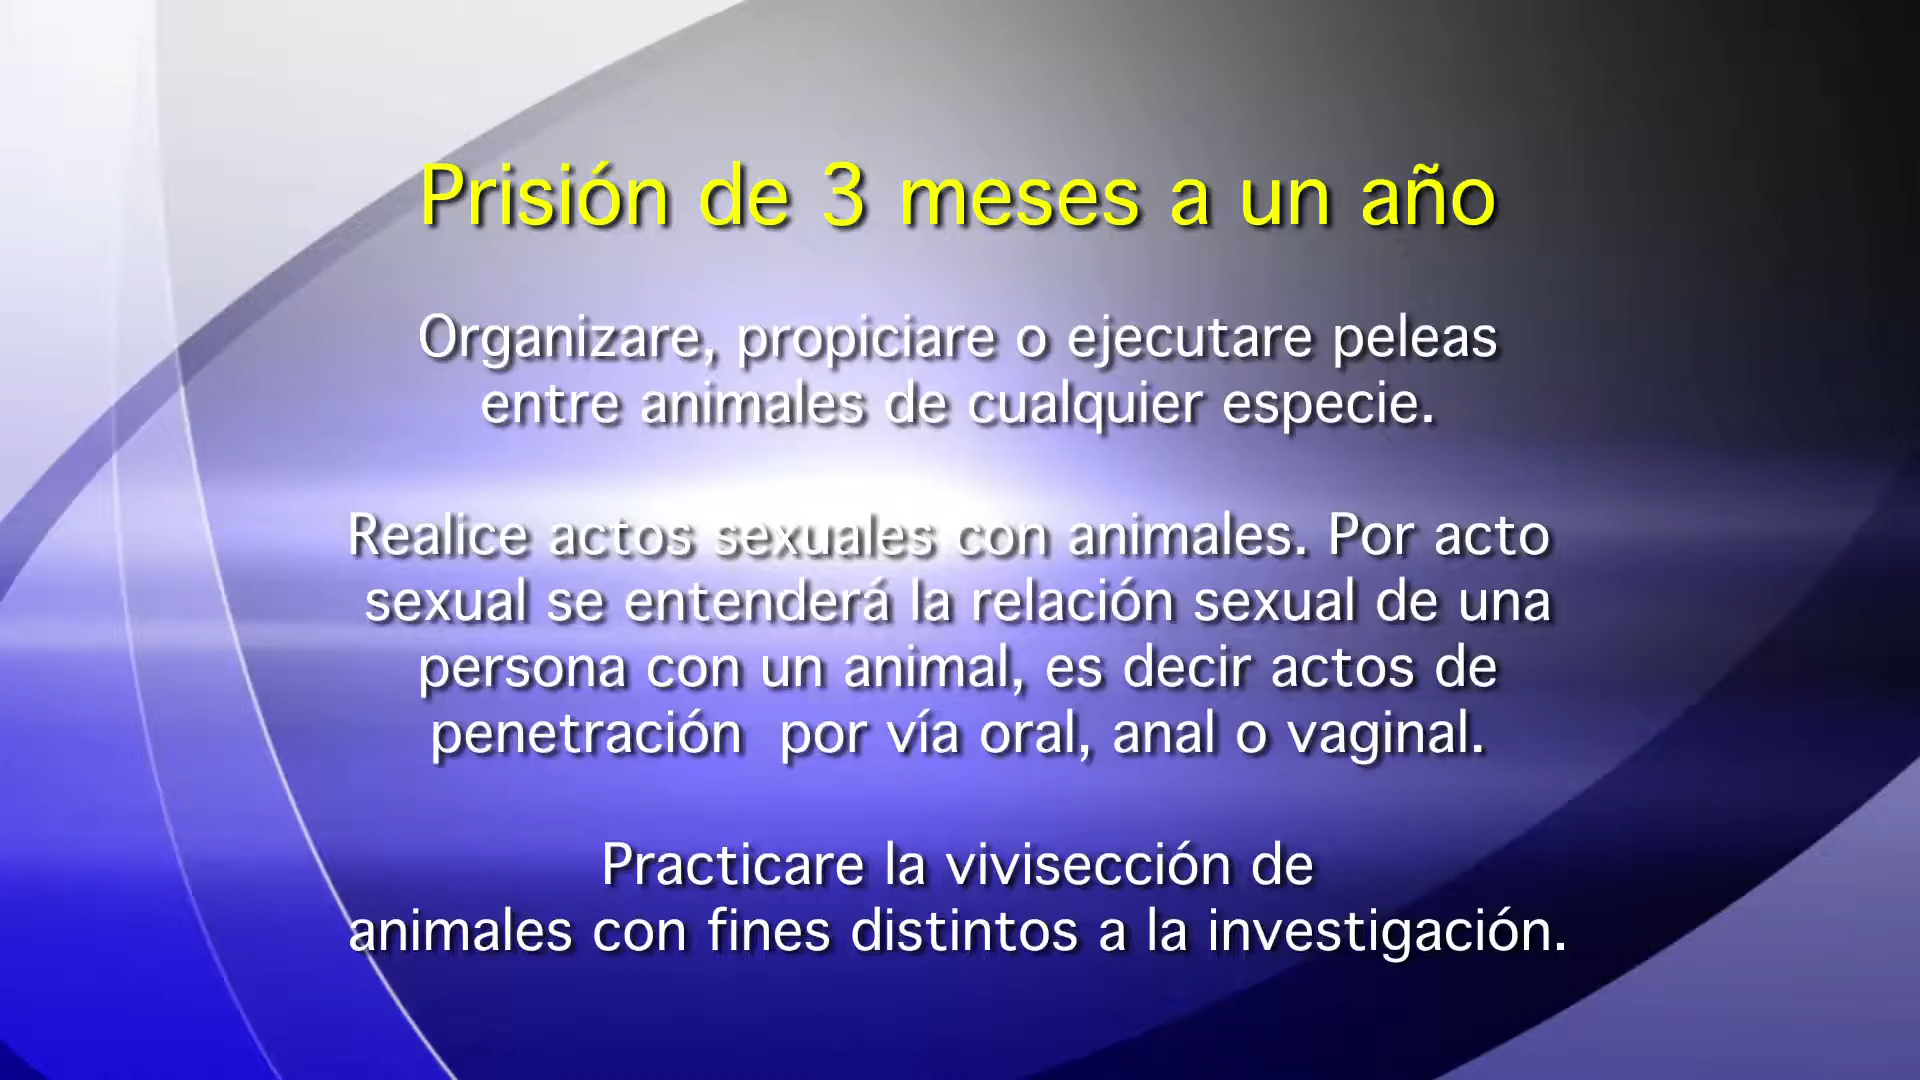 Prisión de 3 meses a un año
Organizare, propiciare o ejecutare peleas
entre animales de cualquier especie.
Realice actos sexuales con animales. Por acto
sexual se entenderá la relación sexual de una
persona con un animal, es decir actos de
penetración  por vía oral, anal o vaginal.
Practicare la vivisección de
animales con fines distintos a la investigación.